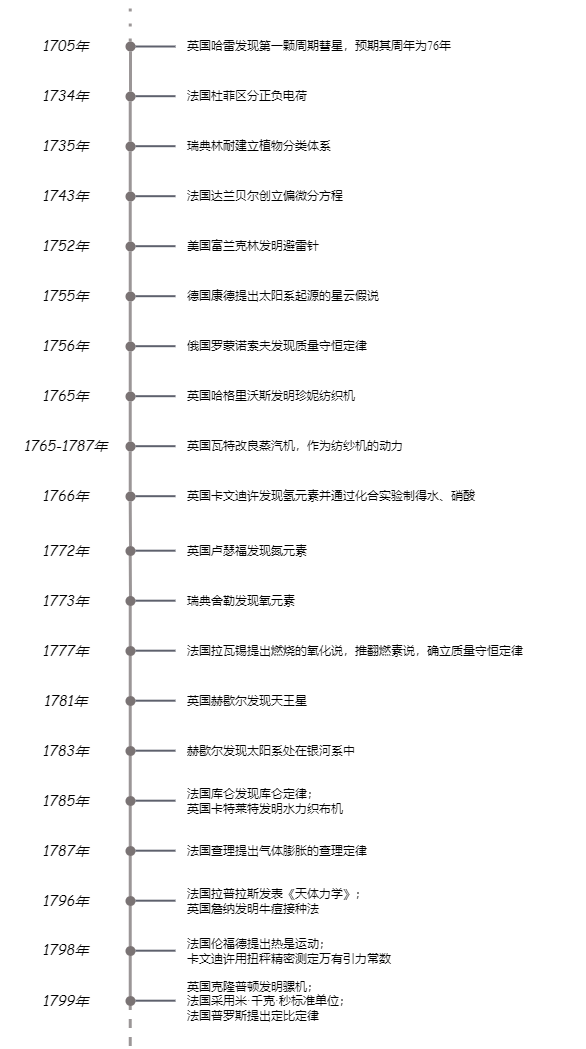 1705年 英国哈雷发现第一颗周期彗星，预期其周年为76年
1734年 法国杜菲区分正负电荷
1735年 瑞典林耐建立植物分类体系
1743年 法国达兰贝尔创立偏微分方程
1752年 美国富兰克林发明避雷针
1755年 德国康德提出太阳系起源的星云假说
1756年 俄国罗蒙诺索夫发现质量守恒定律
1765年 英国哈格里沃斯发明珍妮纺织机
1765-1787年 英国瓦特改良蒸汽机，作为纺纱机的动力
1766年 英国卡文迪许发现氢元素并通过化合实验制得水、硝酸
1772年 英国卢瑟福发现氮元素
1773年 瑞典舍勒发现氧元素
1777年 法国拉瓦锡提出燃烧的氧化说，推翻燃素说，确立质量守恒定律
1781年 英国赫歇尔发现天王星
1783年 赫歇尔发现太阳系处在银河系中
1785年 法国库仑发现库仑定律；
英国卡特莱特发明水力织布机
1787年 法国查理提出气体膨胀的查理定律
1796年 法国拉普拉斯发表《天体力学》；
英国詹纳发明牛痘接种法
1798年 法国伦福德提出热是运动；
卡文迪许用扭秤精密测定万有引力常数
英国克隆普顿发明骡机；
1799年 法国采用米·千克·秒标准单位；
法国普罗斯提出定比定律